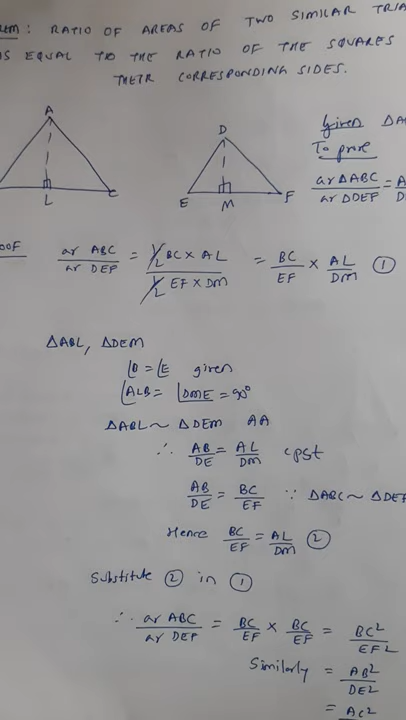 RATIO OF AREAS OF TWO SIMILAR
EQUAL TO THE RATIO OF THE SQUARES
THEIR CORRESPONDING SIDES.
A
L
C
D
E
M
F
Given
To prove
ar ΔABC / ar ΔDEF =
ar ABC / ar DEF = 1/2 BC × AL / 1/2 EF × DM = BC/EF × AL/DM ①
ΔABL, ΔDEM
= ∠E given
∠ALB = ∠DME = 90°
ΔABL ~ ΔDEM AA
∴ AB/DE = AL/DM cpst
AB/DE = BC/EF ∵ ΔABC ~ ΔDEF
Hence BC/EF = AL/DM ②
Substitute ② in ①
∴ ar ABC / ar DEF = BC/EF × BC/EF = BC²/EF²
Similarly = AB²/DE²
= AC²